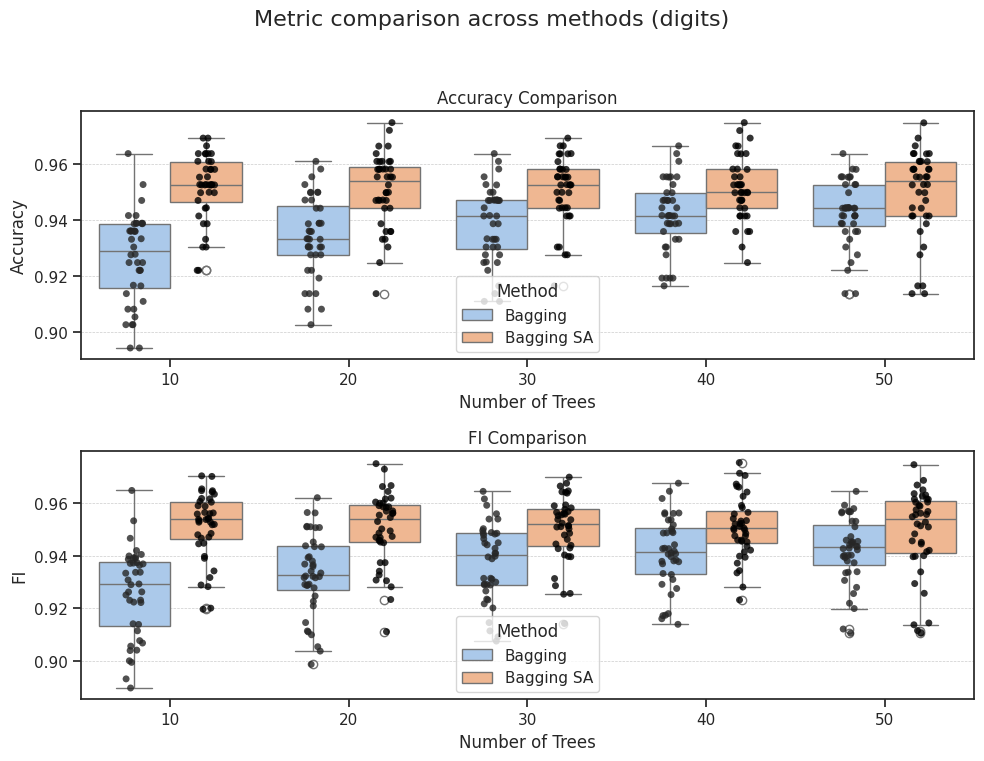 Metric comparison across methods (digits)
Accuracy Comparison
Accuracy
0.96
0.94
0.92
0.90
Method
Bagging
Bagging SA
10 20 30 40 50
Number of Trees
FI Comparison
FI
0.96
0.94
0.92
0.90
Method
Bagging
Bagging SA
10 20 30 40 50
Number of Trees